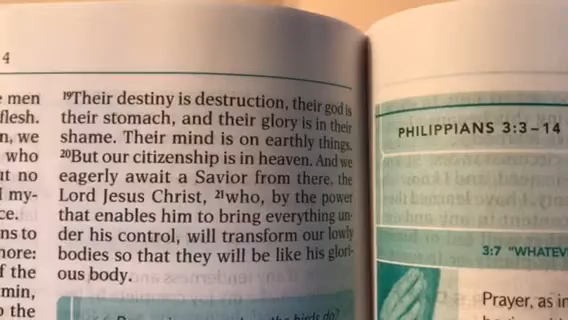 4
e men
flesh.
n, we
who
ut no
my-
ce.
ns to
nore:
f the
min,
the
¹⁹Their destiny is destruction, their god is
their stomach, and their glory is in their
shame. Their mind is on earthly things.
²⁰But our citizenship is in heaven. And we
eagerly await a Savior from there, the
Lord Jesus Christ, ²¹who, by the power
that enables him to bring everything un-
der his control, will transform our lowly
bodies so that they will be like his glori-
ous body.
the birds do?
PHILIPPIANS 3:3–14
3:7 "WHATEV
Prayer, as in